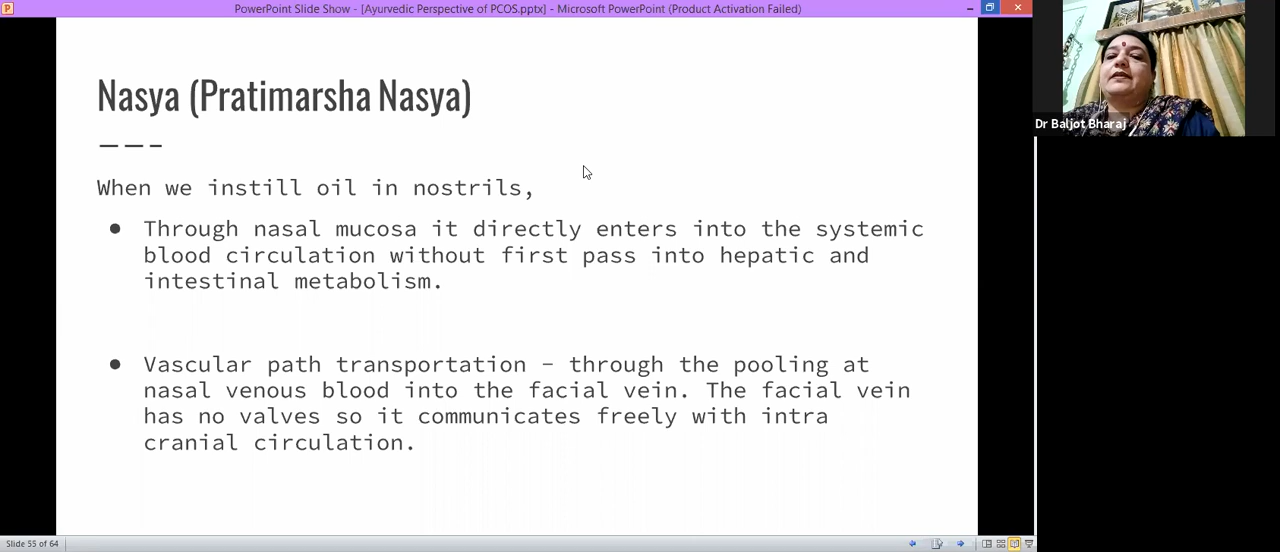 PowerPoint Slide Show - [Ayurvedic Perspective of PCOS.pptx] - Microsoft PowerPoint (Product Activation Failed)
Nasya (Pratimarsha Nasya)
When we instill oil in nostrils,
● Through nasal mucosa it directly enters into the systemic
blood circulation without first pass into hepatic and
intestinal metabolism.
● Vascular path transportation - through the pooling at
nasal venous blood into the facial vein. The facial vein
has no valves so it communicates freely with intra
cranial circulation.
Dr Baljot Bharaj
Slide 55 of 64